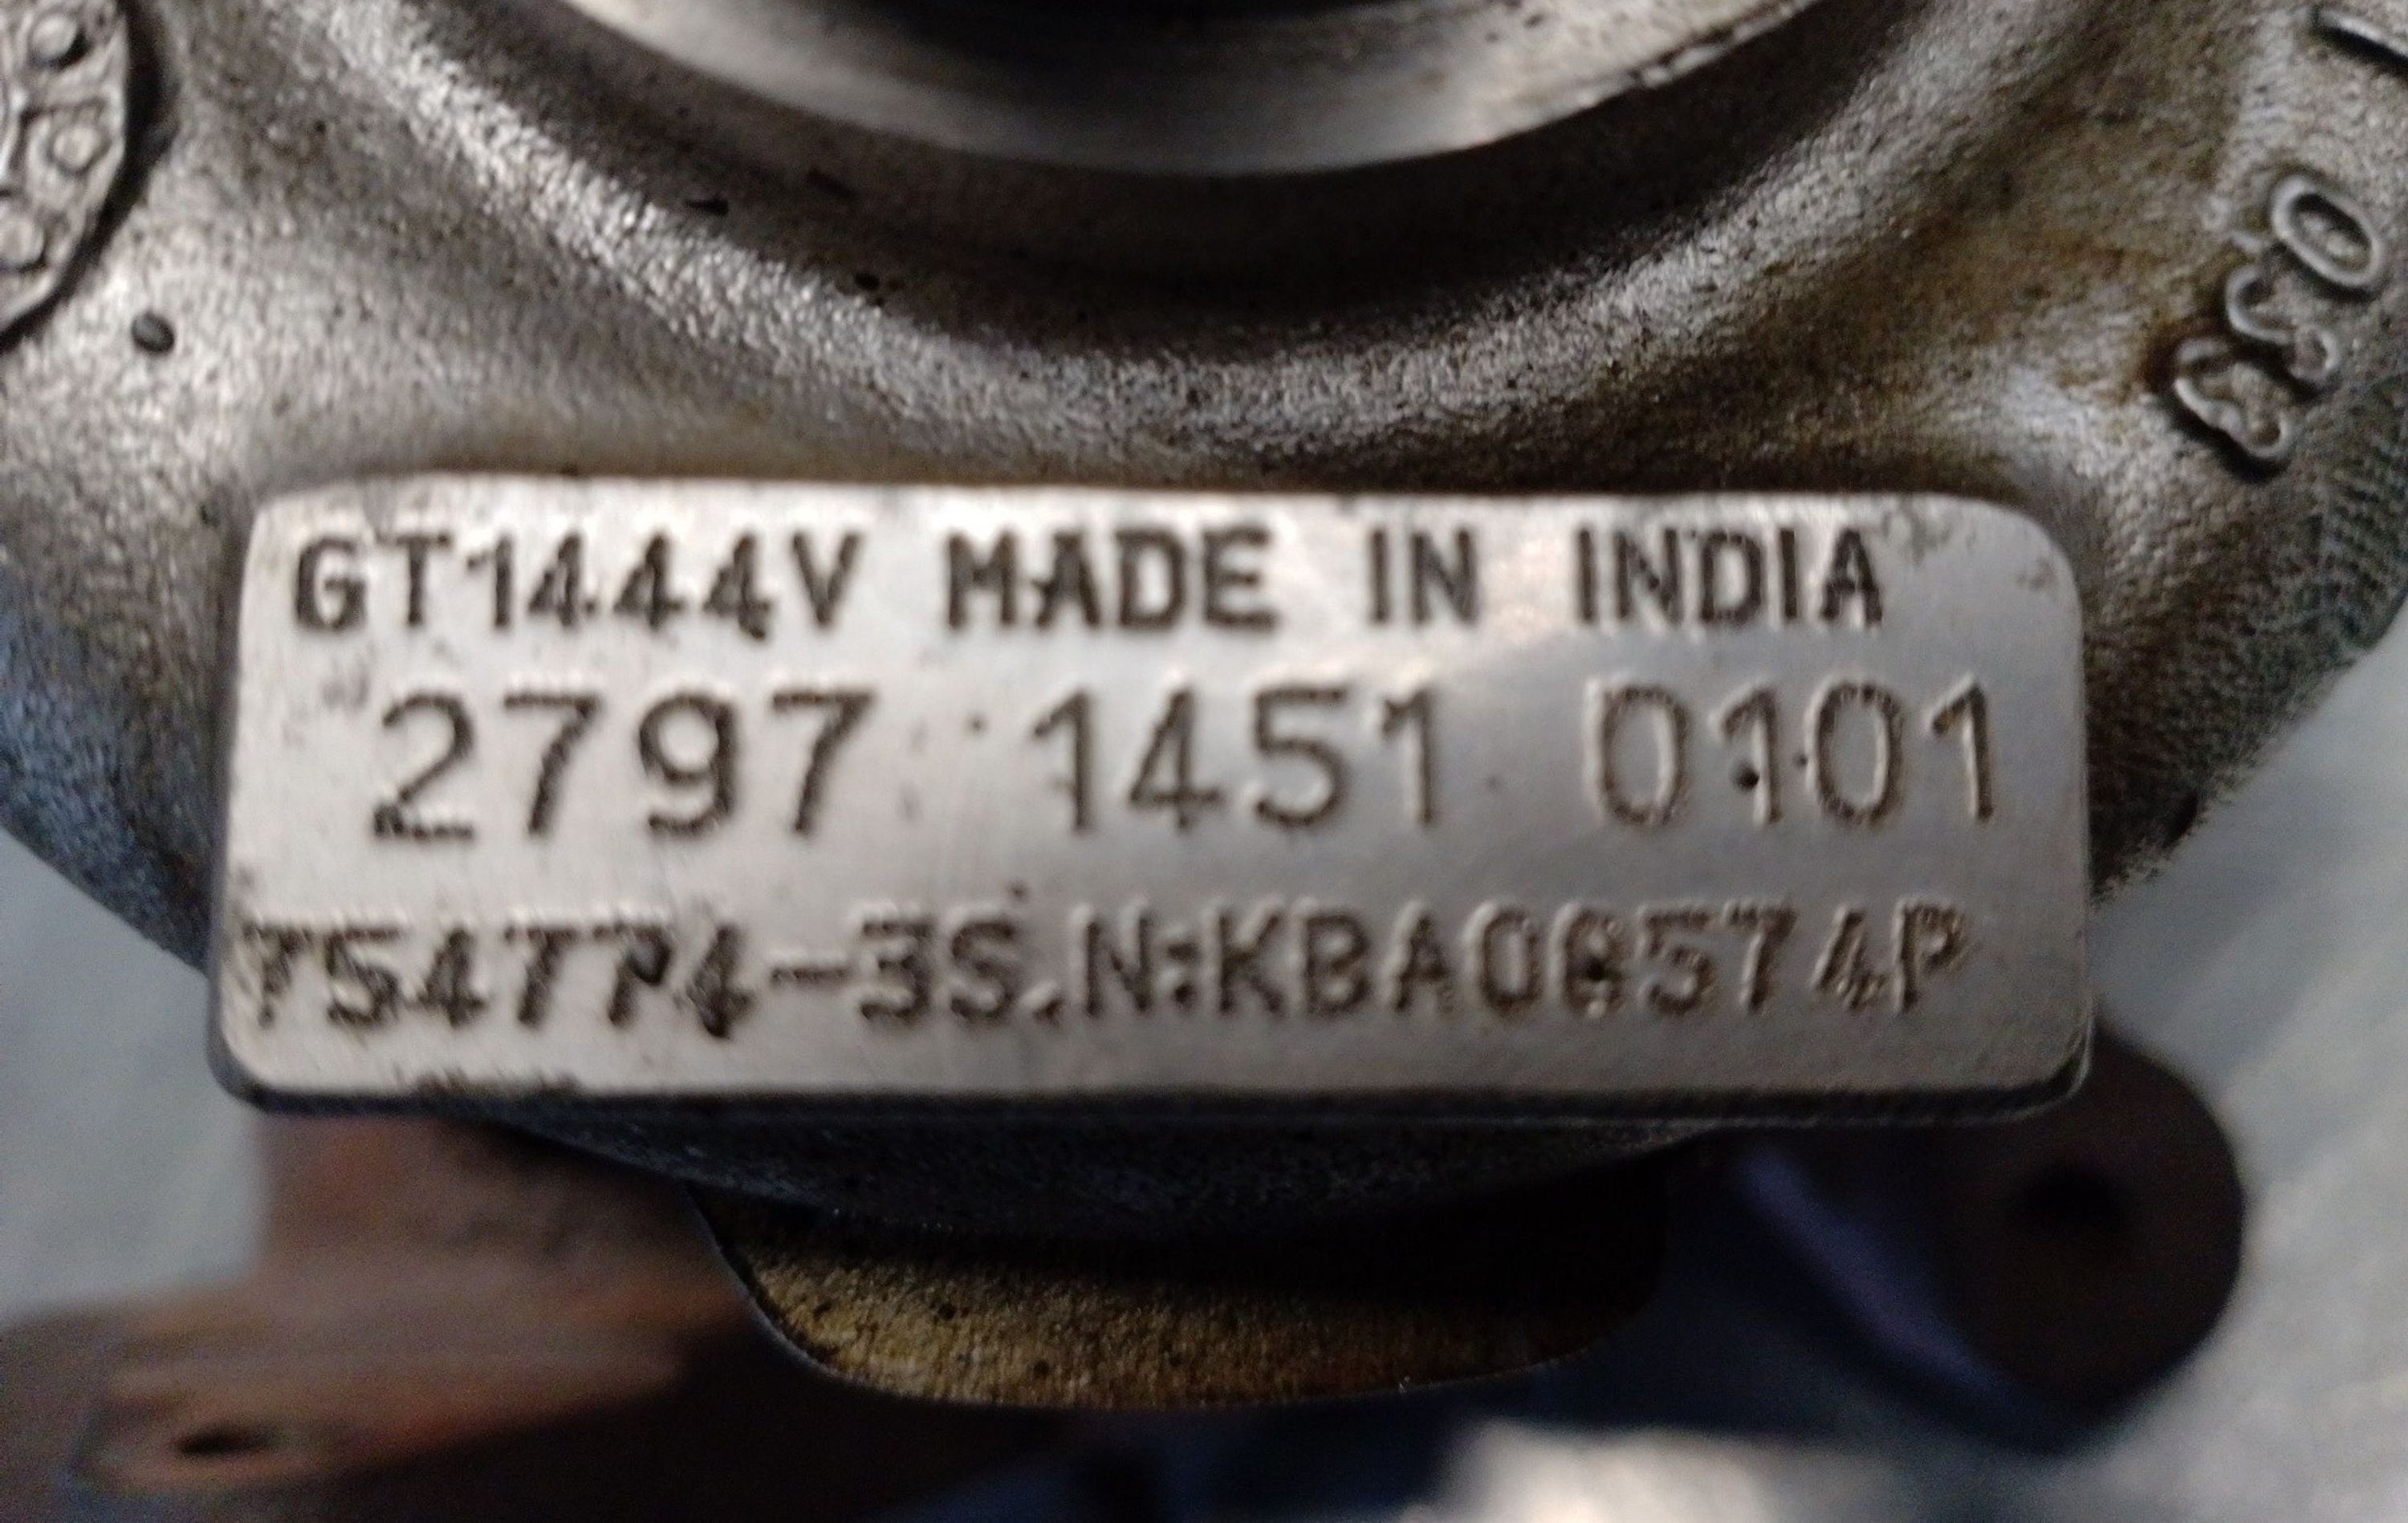 GT1444V MADE IN INDIA
2797 1451 0101
754774-3S.N:KBA08574P